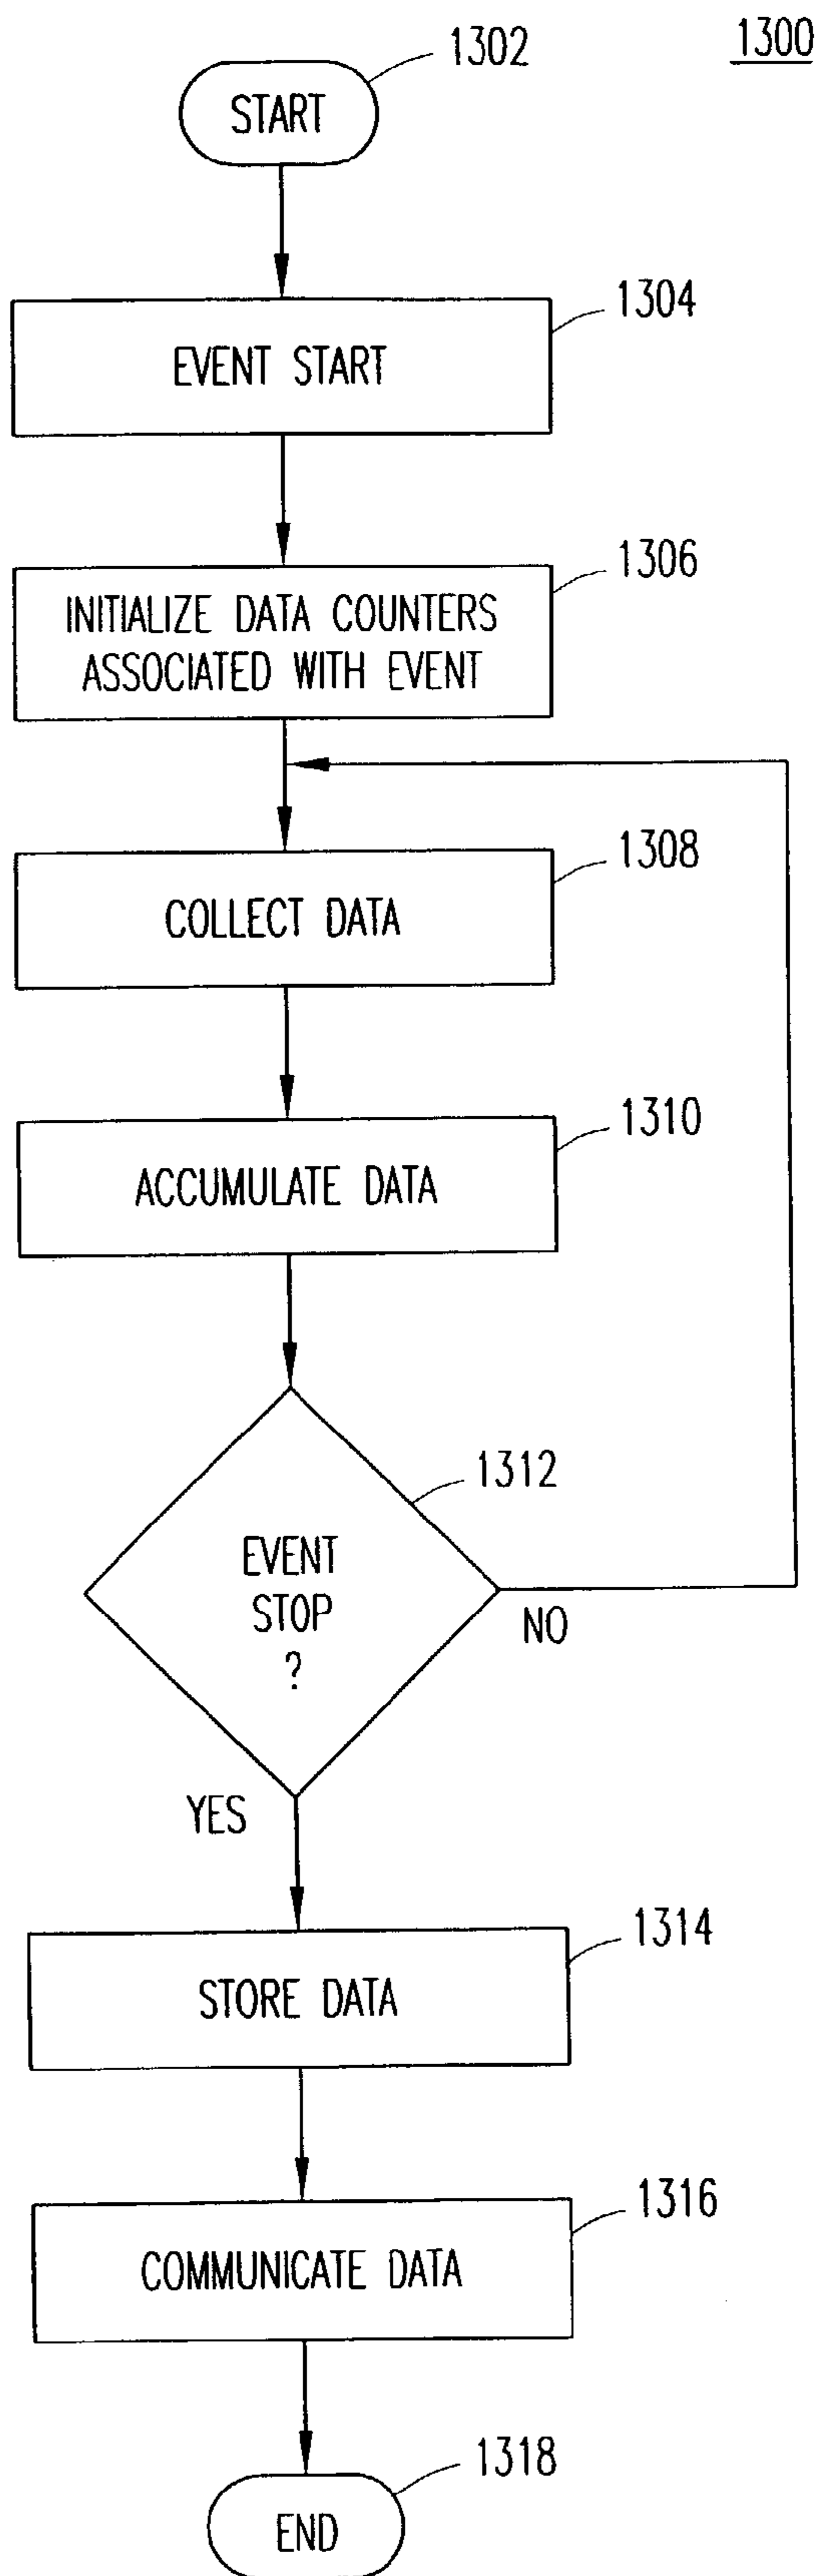 1300
1302
START
1304
EVENT START
1306
INITIALIZE DATA COUNTERS
ASSOCIATED WITH EVENT
1308
COLLECT DATA
1310
ACCUMULATE DATA
1312
EVENT
STOP
?
NO
YES
1314
STORE DATA
1316
COMMUNICATE DATA
1318
END